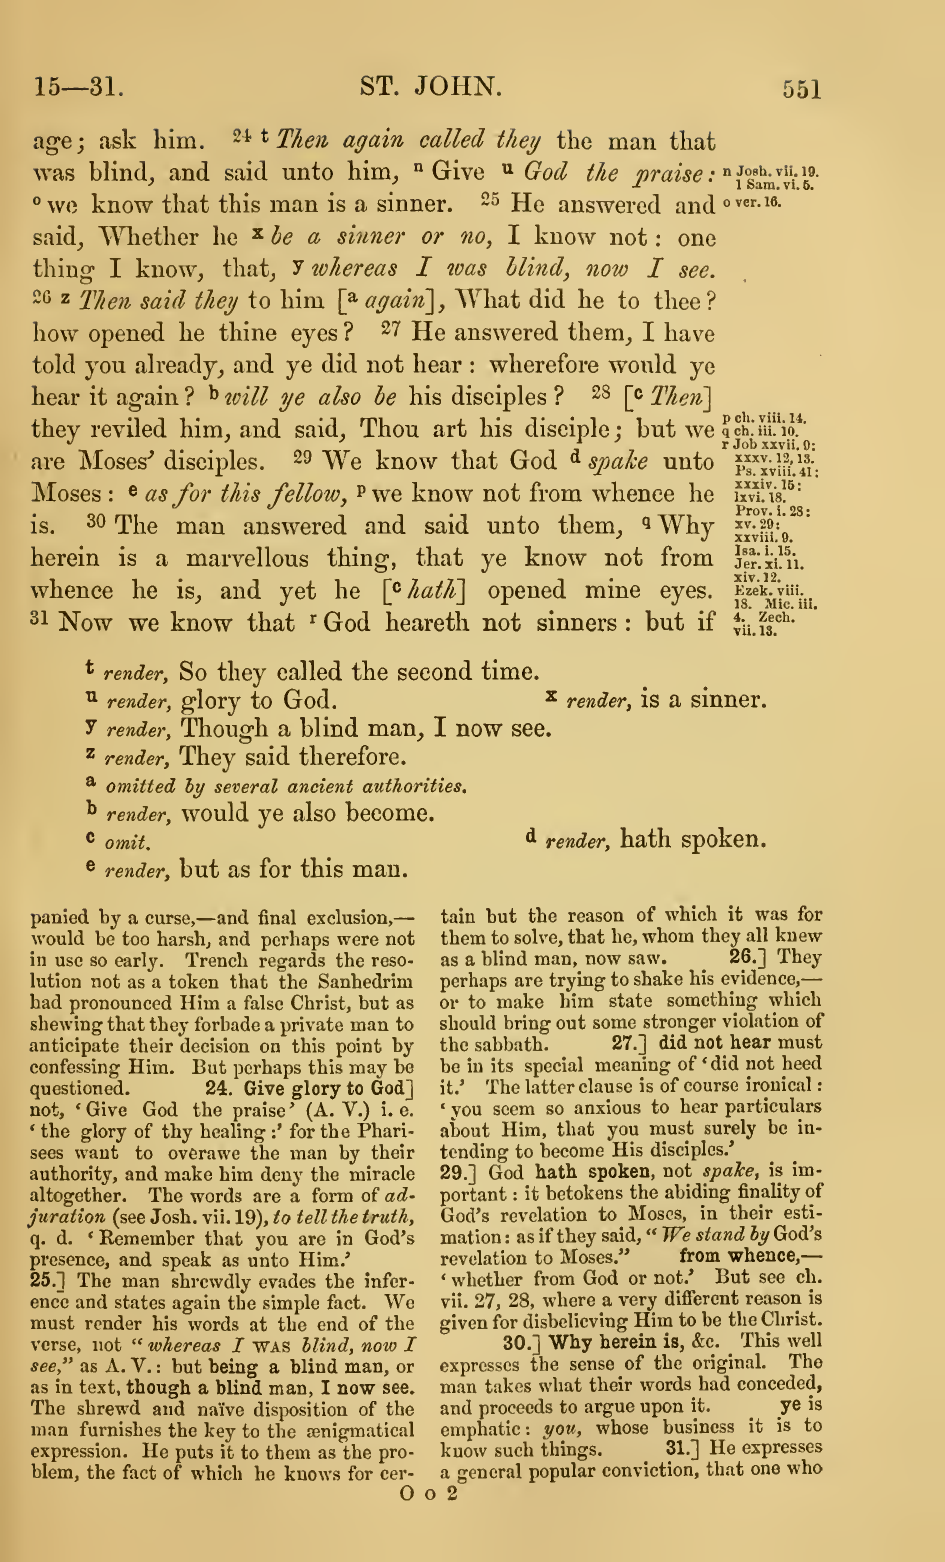 15—31. ST. JOHN. 551
age; ask him. 24 t Then again called they the man that
was blind, and said unto him, n Give u God the praise:
o we know that this man is a sinner. 25 He answered and
said, Whether he x be a sinner or no, I know not: one
thing I know, that, y whereas I was blind, now I see.
26 z Then said they to him [a again], What did he to thee?
how opened he thine eyes? 27 He answered them, I have
told you already, and ye did not hear: wherefore would ye
hear it again? b will ye also be his disciples? 28 [c Then]
they reviled him, and said, Thou art his disciple; but we
are Moses' disciples. 29 We know that God d spake unto
Moses: e as for this fellow, p we know not from whence he
is. 30 The man answered and said unto them, q Why
herein is a marvellous thing, that ye know not from
whence he is, and yet he [c hath] opened mine eyes.
31 Now we know that r God heareth not sinners: but if
n Josh. vii. 19.
1 Sam. vi. 5.
o ver. 16.
p ch. viii. 14.
q ch. iii. 10.
r Job xxvii. 9:
xxxv. 12, 13.
Ps. xviii. 41:
xxxiv. 15:
lxvi. 18.
Prov. i. 28:
xv. 29:
xxviii. 9.
Isa. i. 15.
Jer. xi. 11.
xiv. 12.
Ezek. viii.
18. Mic. iii.
4. Zech.
vii. 13.
t render, So they called the second time.
u render, glory to God. x render, is a sinner.
y render, Though a blind man, I now see.
z render, They said therefore.
a omitted by several ancient authorities.
b render, would ye also become.
c omit. d render, hath spoken.
e render, but as for this man.
panied by a curse,—and final exclusion,—
would be too harsh, and perhaps were not
in use so early. Trench regards the reso-
lution not as a token that the Sanhedrim
had pronounced Him a false Christ, but as
shewing that they forbade a private man to
anticipate their decision on this point by
confessing Him. But perhaps this may be
questioned. 24. Give glory to God]
not, ‘Give God the praise’ (A. V.) i. e.
‘the glory of thy healing:’ for the Phari-
sees want to overawe the man by their
authority, and make him deny the miracle
altogether. The words are a form of ad-
juration (see Josh. vii. 19), to tell the truth,
q. d. ‘Remember that you are in God's
presence, and speak as unto Him.’
25.] The man shrewdly evades the infer-
ence and states again the simple fact. We
must render his words at the end of the
verse, not “whereas I WAS blind, now I
see,” as A. V.: but being a blind man, or
as in text, though a blind man, I now see.
The shrewd and naïve disposition of the
man furnishes the key to the ænigmatical
expression. He puts it to them as the pro-
blem, the fact of which he knows for cer-
tain but the reason of which it was for
them to solve, that he, whom they all knew
as a blind man, now saw. 26.] They
perhaps are trying to shake his evidence,—
or to make him state something which
should bring out some stronger violation of
the sabbath. 27.] did not hear must
be in its special meaning of ‘did not heed
it.’ The latter clause is of course ironical:
‘you seem so anxious to hear particulars
about Him, that you must surely be in-
tending to become His disciples.’
29.] God hath spoken, not spake, is im-
portant: it betokens the abiding finality of
God's revelation to Moses, in their esti-
mation: as if they said, “We stand by God's
revelation to Moses.” from whence,—
‘whether from God or not.’ But see ch.
vii. 27, 28, where a very different reason is
given for disbelieving Him to be the Christ.
30.] Why herein is, &c. This well
expresses the sense of the original. The
man takes what their words had conceded,
and proceeds to argue upon it. ye is
emphatic: you, whose business it is to
know such things. 31.] He expresses
a general popular conviction, that one who
O o 2